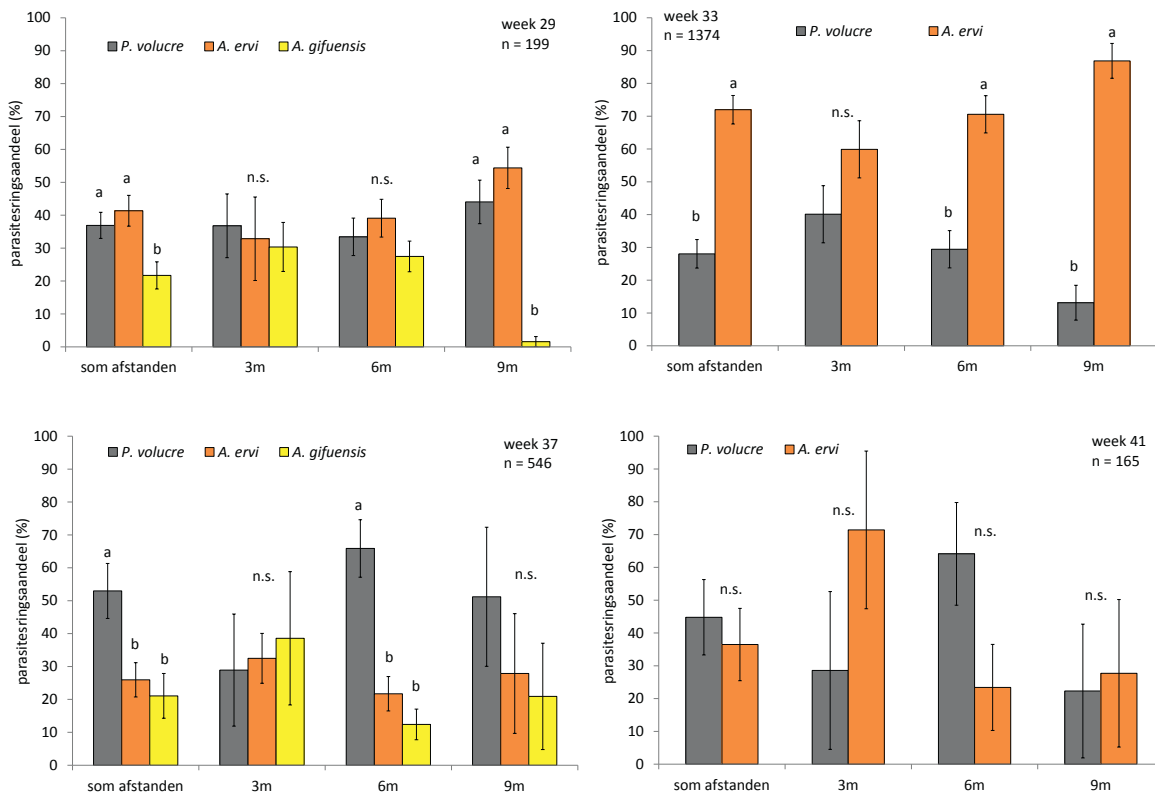 week 29
n = 199
P. volucre A. ervi A. gifuensis
parasitesringsaandeel (%)
100
90
80
70
60
50
40
30
20
10
0
a a b
n.s.
n.s.
a a b
som afstanden 3m 6m 9m
week 33
n = 1374
P. volucre A. ervi
parasitesringsaandeel (%)
100
90
80
70
60
50
40
30
20
10
0
b a
n.s.
b a
b a
som afstanden 3m 6m 9m
week 37
n = 546
P. volucre A. ervi A. gifuensis
parasitesringsaandeel (%)
100
90
80
70
60
50
40
30
20
10
0
a b b
n.s.
a b b
n.s.
som afstanden 3m 6m 9m
week 41
n = 165
P. volucre A. ervi
parasitesringsaandeel (%)
100
90
80
70
60
50
40
30
20
10
0
n.s.
n.s.
n.s.
n.s.
som afstanden 3m 6m 9m